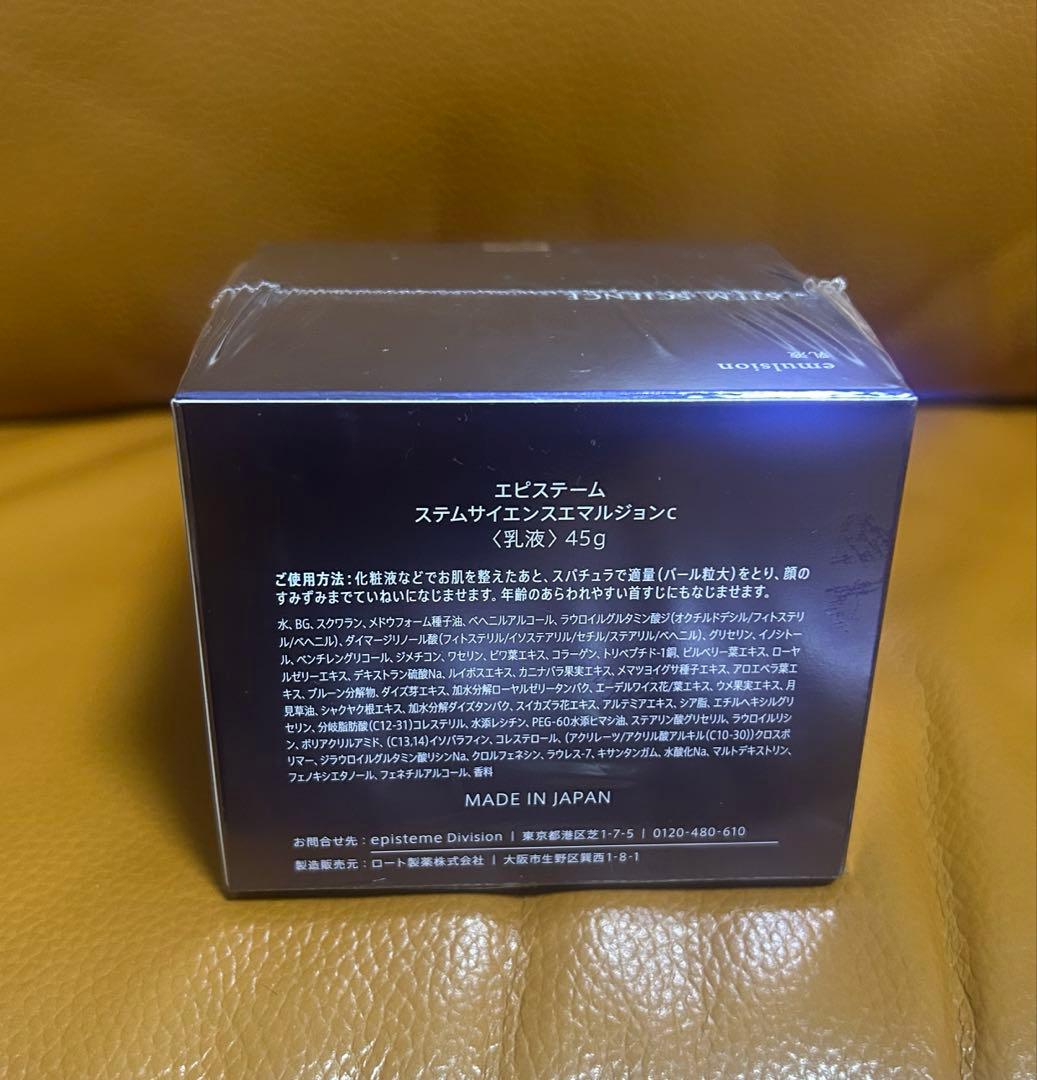 STEM SCIENCE
emulsion
乳液
エピステーム
ステムサイエンスエマルジョンc
〈乳液〉45g
ご使用方法：化粧液などでお肌を整えたあと、スパチュラで適量（パール粒大）をとり、顔の
すみずみまでていねいになじませます。年齢のあらわれやすい首すじにもなじませます。
水、BG、スクワラン、メドウフォーム種子油、ベヘニルアルコール、ラウロイルグルタミン酸ジ（オクチルドデシル/フィトステリ
ル/ベヘニル）、ダイマージリノール酸（フィトステリル/イソステアリル/セチル/ステアリル/ベヘニル）、グリセリン、イノシトー
ル、ペンチレングリコール、ジメチコン、ワセリン、ビワ葉エキス、コラーゲン、トリペプチド-1銅、ビルベリー葉エキス、ローヤ
ルゼリーエキス、デキストラン硫酸Na、ルイボスエキス、カニナバラ果実エキス、メマツヨイグサ種子エキス、アロエベラ葉エ
キス、プルーン分解物、ダイズ芽エキス、加水分解ローヤルゼリータンパク、エーデルワイス花/葉エキス、ウメ果実エキス、月
見草油、シャクヤク根エキス、加水分解ダイズタンパク、スイカズラ花エキス、アルテミアエキス、シア脂、エチルヘキシルグリ
セリン、分岐脂肪酸（C12-31）コレステリル、水添レシチン、PEG-60水添ヒマシ油、ステアリン酸グリセリル、ラウロイルリシ
ン、ポリアクリルアミド、（C13,14）イソパラフィン、コレステロール、（アクリレーツ/アクリル酸アルキル（C10-30））クロスポ
リマー、ジラウロイルグルタミン酸リシンNa、クロルフェネシン、ラウレス-7、キサンタンガム、水酸化Na、マルトデキストリン、
フェノキシエタノール、フェネチルアルコール、香料
MADE IN JAPAN
お問合せ先：episteme Division | 東京都港区芝1-7-5 | 0120-480-610
製造販売元：ロート製薬株式会社 | 大阪市生野区巽西1-8-1